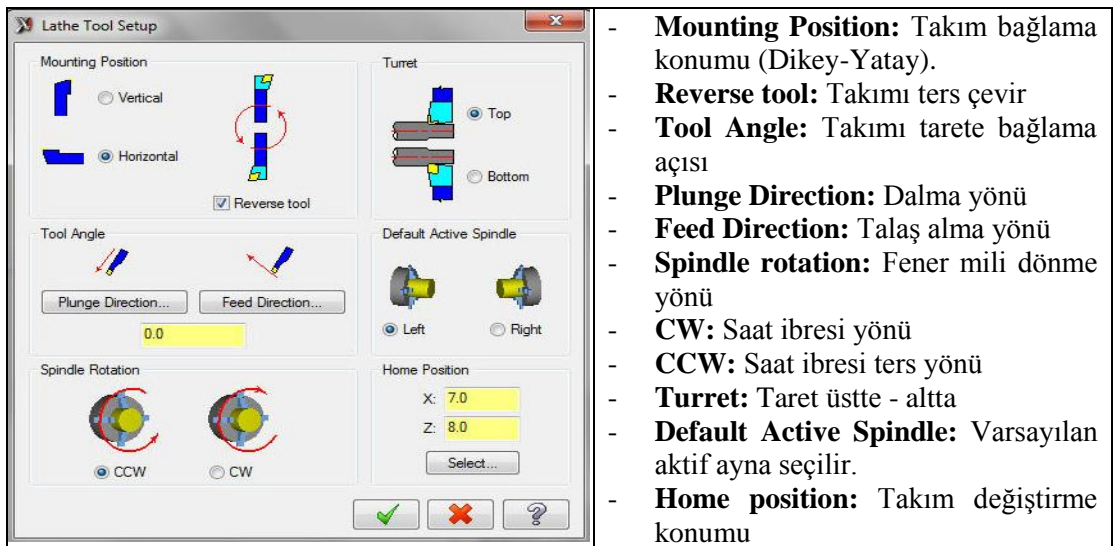 Lathe Tool Setup
Mounting Position
Vertical
Horizontal
Reverse tool
Turret
Top
Bottom
Tool Angle
Plunge Direction...
Feed Direction...
0.0
Default Active Spindle
Left
Right
Spindle Rotation
CCW
CW
Home Position
X: 7.0
Z: 8.0
Select...
- Mounting Position: Takım bağlama
konumu (Dikey-Yatay).
- Reverse tool: Takımı ters çevir
- Tool Angle: Takımı tarete bağlama
açısı
- Plunge Direction: Dalma yönü
- Feed Direction: Talaş alma yönü
- Spindle rotation: Fener mili dönme
yönü
- CW: Saat ibresi yönü
- CCW: Saat ibresi ters yönü
- Turret: Taret üstte - altta
- Default Active Spindle: Varsayılan
aktif ayna seçilir.
- Home position: Takım değiştirme
konumu